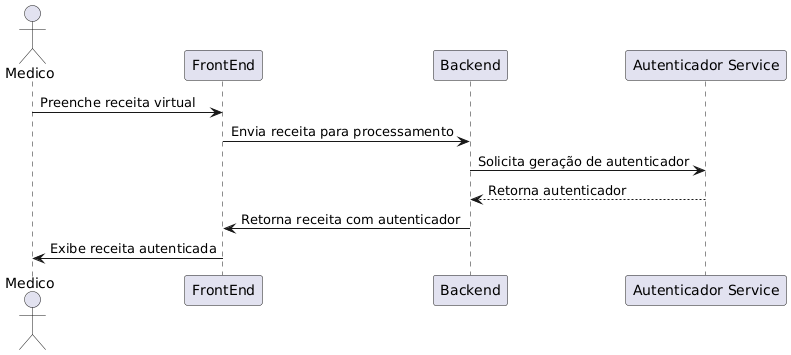 Medico
FrontEnd
Backend
Autenticador Service
Preenche receita virtual
Envia receita para processamento
Solicita geração de autenticador
Retorna autenticador
Retorna receita com autenticador
Exibe receita autenticada
Medico
FrontEnd
Backend
Autenticador Service